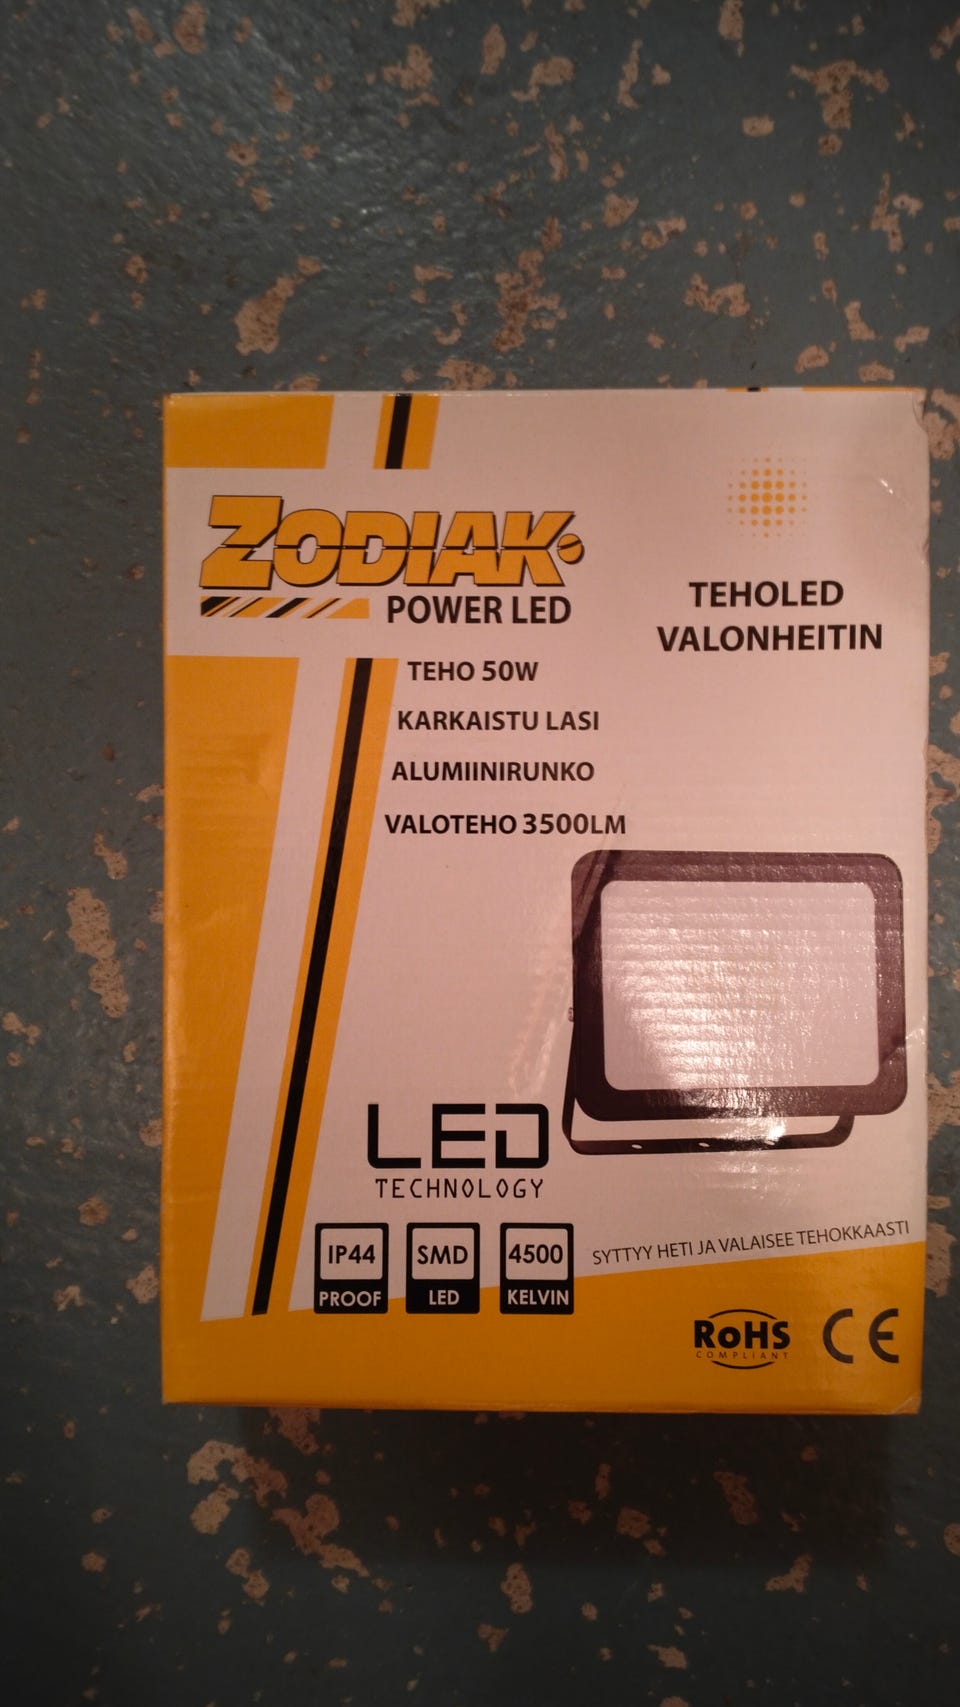 ZODIAK
POWER LED
TEHOLED
VALONHEITIN
TEHO 50W
KARKAISTU LASI
ALUMIINIRUNKO
VALOTEHO 3500LM
LED
TECHNOLOGY
IP44
PROOF
SMD
LED
4500
KELVIN
SYTTYY HETI JA VALAISEE TEHOKKAASTI
RoHS
COMPLIANT
CE